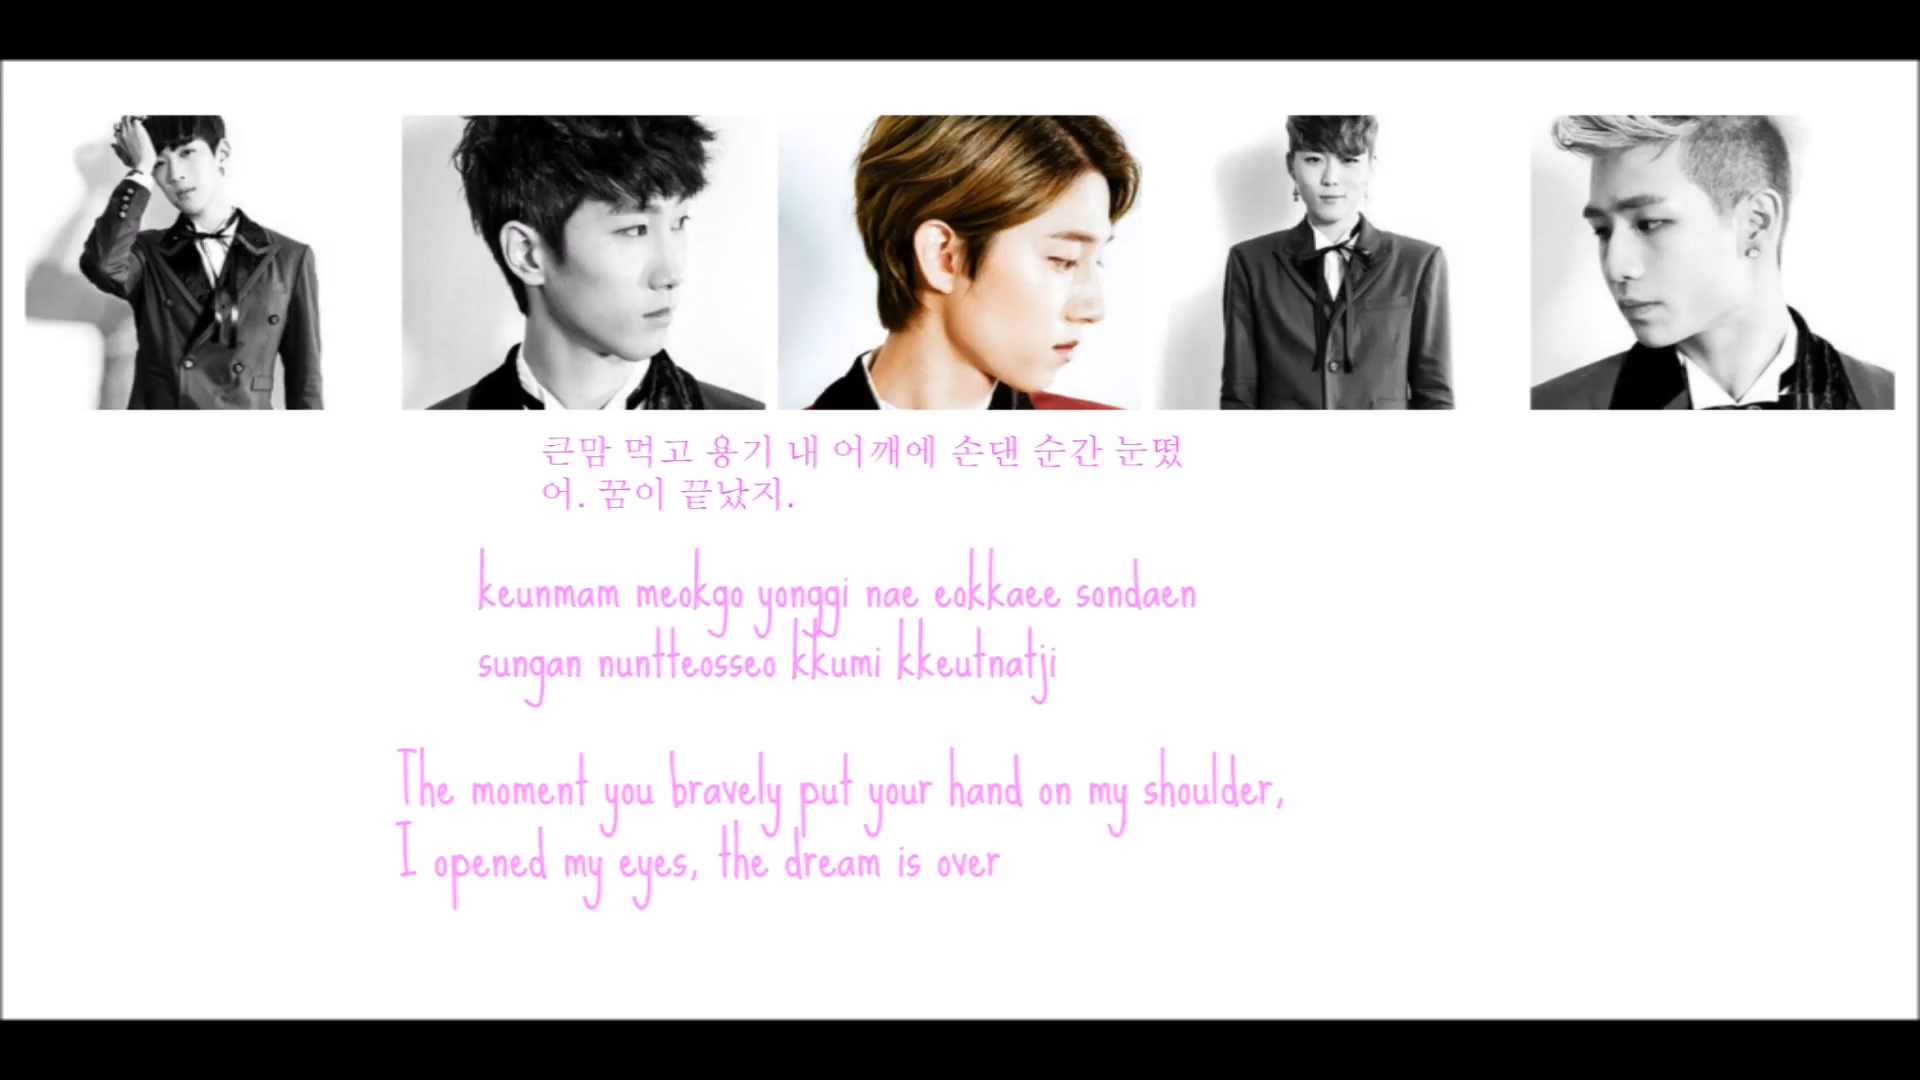 큰맘 먹고 용기 내 어깨에 손댄 순간 눈떴
어. 꿈이 끝났지.
keunmam meokgo yonggi nae eokkaee sondaen
sungan nuntteosseo kkumi kkeutnatji
The moment you bravely put your hand on my shoulder,
I opened my eyes, the dream is over